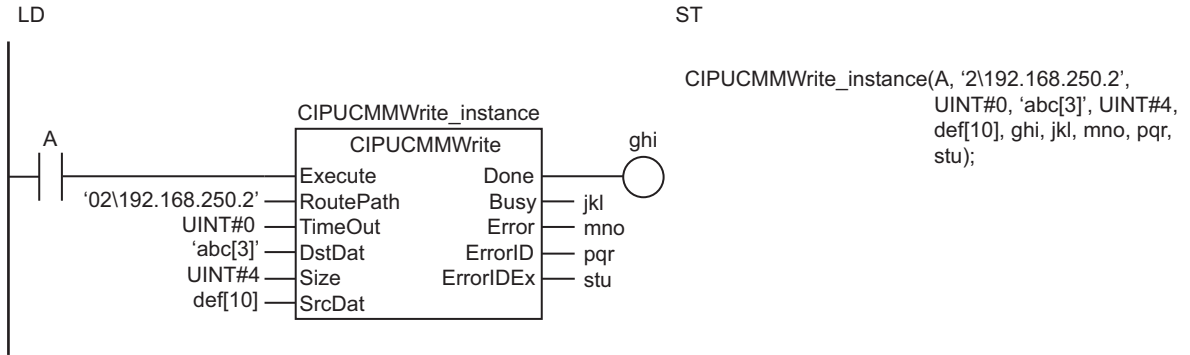 LD
ST
CIPUCMMWrite_instance(A, ‘2\192.168.250.2’,
UINT#0, ‘abc[3]’, UINT#4,
def[10], ghi, jkl, mno, pqr,
stu);
CIPUCMMWrite_instance
A
CIPUCMMWrite
ghi
Execute
Done
‘02\192.168.250.2’
RoutePath
Busy
jkl
UINT#0
TimeOut
Error
mno
‘abc[3]’
DstDat
ErrorID
pqr
UINT#4
Size
ErrorIDEx
stu
def[10]
SrcDat